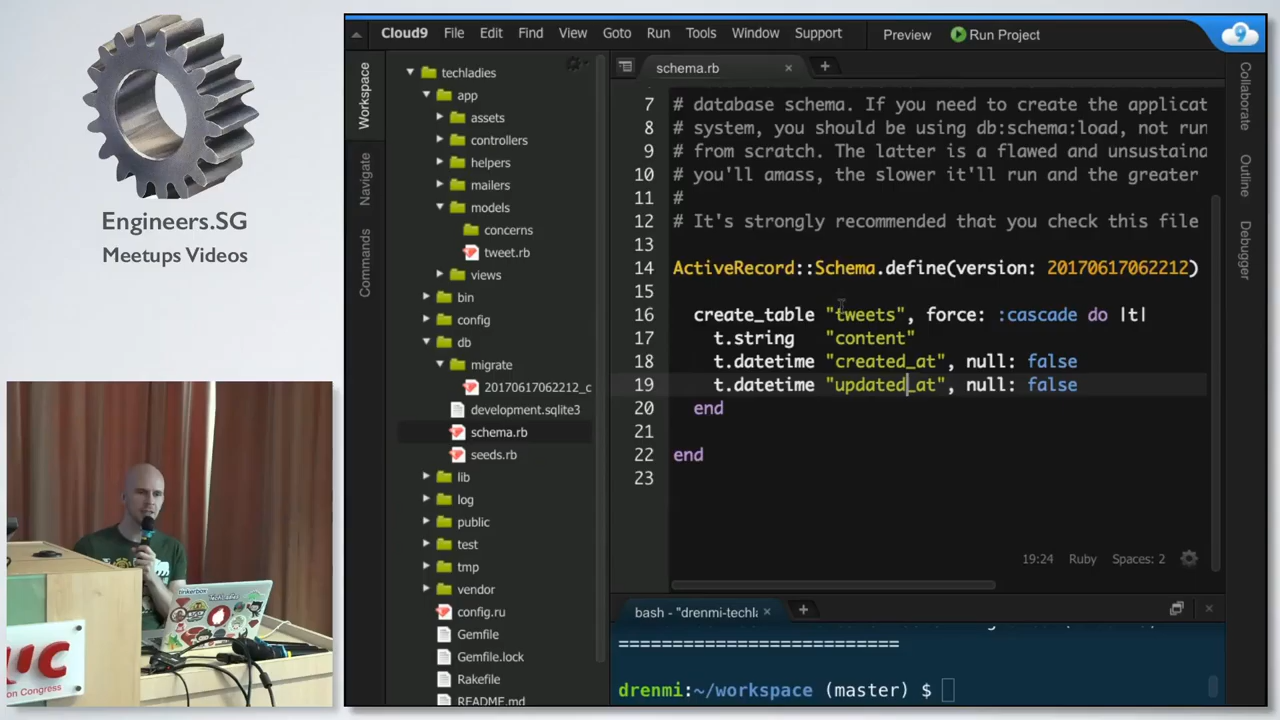 Engineers.SG
Meetups Videos
tinkerbox
techladies
UC
on Congress
Cloud9 File Edit Find View Goto Run Tools Window Support Preview Run Project
Workspace
Navigate
Commands
techladies
app
assets
controllers
helpers
mailers
models
concerns
tweet.rb
views
bin
config
db
migrate
20170617062212_c
development.sqlite3
schema.rb
seeds.rb
lib
log
public
test
tmp
vendor
config.ru
Gemfile
Gemfile.lock
Rakefile
README.md
schema.rb
7 # database schema. If you need to create the applicat
8 # system, you should be using db:schema:load, not run
9 # from scratch. The latter is a flawed and unsustaina
10 # you'll amass, the slower it'll run and the greater
11 #
12 # It's strongly recommended that you check this file
13
14 ActiveRecord::Schema.define(version: 20170617062212)
15
16 create_table "tweets", force: :cascade do |t|
17 t.string "content"
18 t.datetime "created_at", null: false
19 t.datetime "updated_at", null: false
20 end
21
22 end
23
19:24 Ruby Spaces: 2
bash - "drenmi-techla
===========================
drenmi:~/workspace (master) $
Collaborate
Outline
Debugger